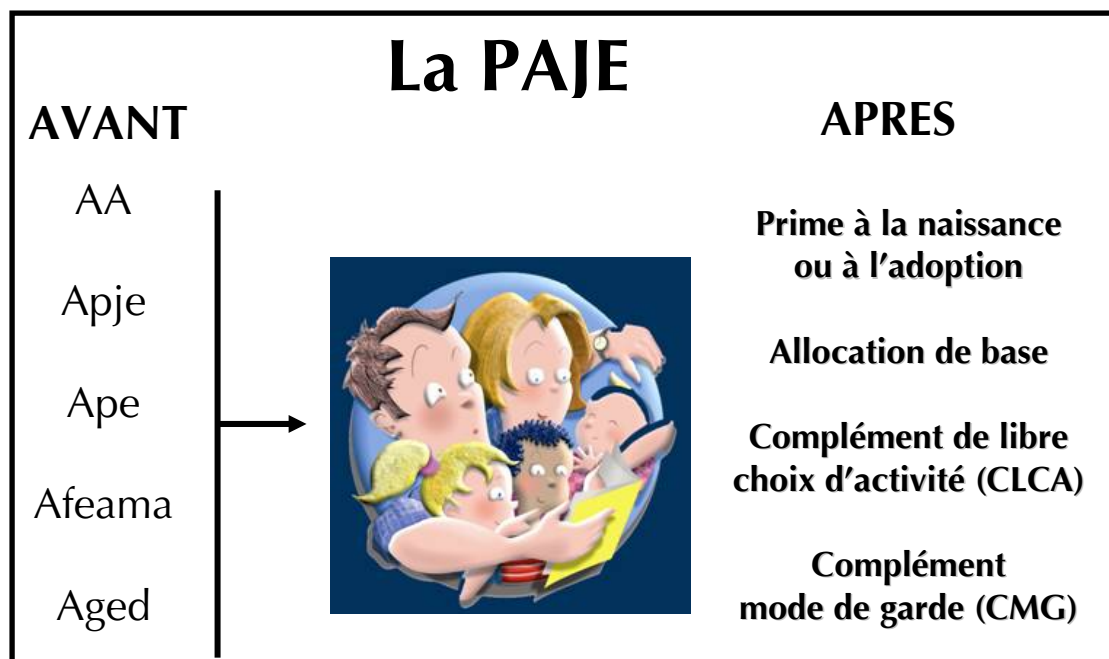 La PAJE
AVANT
AA
Apje
Ape
Afeama
Aged
APRES
Prime à la naissance
ou à l'adoption
Allocation de base
Complément de libre
choix d'activité (CLCA)
Complément
mode de garde (CMG)